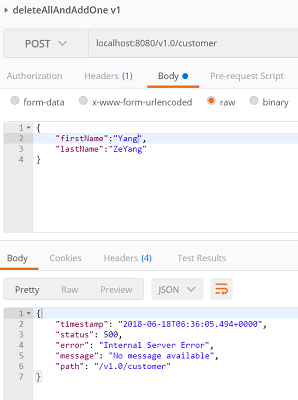 deleteAllAndAddOne v1
POST localhost:8080/v1.0/customer
Authorization Headers (1) Body Pre-request Script
form-data x-www-form-urlencoded raw binary
1 {
2 "firstName":"Yang",
3 "lastName":"ZeYang"
4 }
Body Cookies Headers (4) Test Results
Pretty Raw Preview JSON
1 {
2 "timestamp": "2018-06-18T06:36:05.494+0000",
3 "status": 500,
4 "error": "Internal Server Error",
5 "message": "No message available",
6 "path": "/v1.0/customer"
7 }